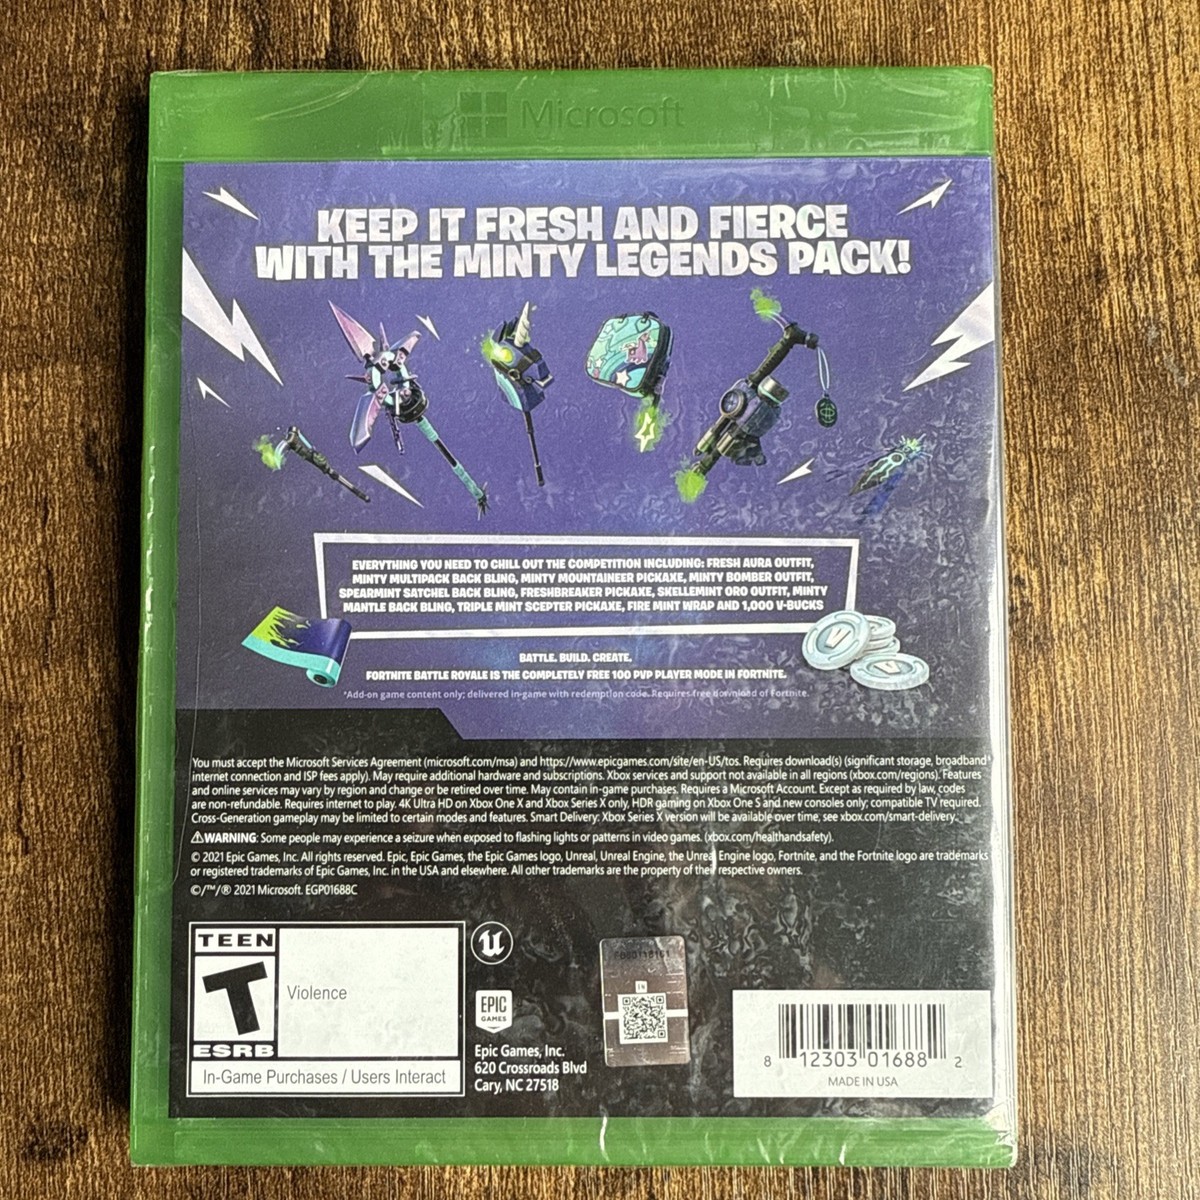 Microsoft
KEEP IT FRESH AND FIERCE
WITH THE MINTY LEGENDS PACK!
EVERYTHING YOU NEED TO CHILL OUT THE COMPETITION INCLUDING: FRESH AURA OUTFIT,
MINTY MULTIPACK BACK BLING, MINTY MOUNTAINEER PICKAXE, MINTY BOMBER OUTFIT,
SPEARMINT SATCHEL BACK BLING, FRESHBREAKER PICKAXE, SKELLEMINT ORO OUTFIT, MINTY
MANTLE BACK BLING, TRIPLE MINT SCEPTER PICKAXE, FIRE MINT WRAP AND 1,000 V-BUCKS
BATTLE. BUILD. CREATE.
FORTNITE BATTLE ROYALE IS THE COMPLETELY FREE 100 PVP PLAYER MODE IN FORTNITE.
*Add-on game content only; delivered in-game with redemption code. Requires free download of Fortnite.
You must accept the Microsoft Services Agreement (microsoft.com/msa) and https://www.epicgames.com/site/en-US/tos. Requires download(s) (significant storage, broadband
internet connection and ISP fees apply). May require additional hardware and subscriptions. Xbox services and support not available in all regions (xbox.com/regions). Features
and online services may vary by region and change or be retired over time. May contain in-game purchases. Requires a Microsoft Account. Except as required by law, codes
are non-refundable. Requires internet to play. 4K Ultra HD on Xbox One X and Xbox Series X only, HDR gaming on Xbox One S and new consoles only; compatible TV required.
Cross-Generation gameplay may be limited to certain modes and features. Smart Delivery: Xbox Series X version will be available over time, see xbox.com/smart-delivery.
⚠WARNING: Some people may experience a seizure when exposed to flashing lights or patterns in video games. (xbox.com/healthandsafety).
© 2021 Epic Games, Inc. All rights reserved. Epic, Epic Games, the Epic Games logo, Unreal, Unreal Engine, the Unreal Engine logo, Fortnite, and the Fortnite logo are trademarks
or registered trademarks of Epic Games, Inc. in the USA and elsewhere. All other trademarks are the property of their respective owners.
©/™/® 2021 Microsoft. EGP01688C
TEEN
T
ESRB
Violence
In-Game Purchases / Users Interact
EPIC
GAMES
Epic Games, Inc.
620 Crossroads Blvd
Cary, NC 27518
8 12303 01688 2
MADE IN USA